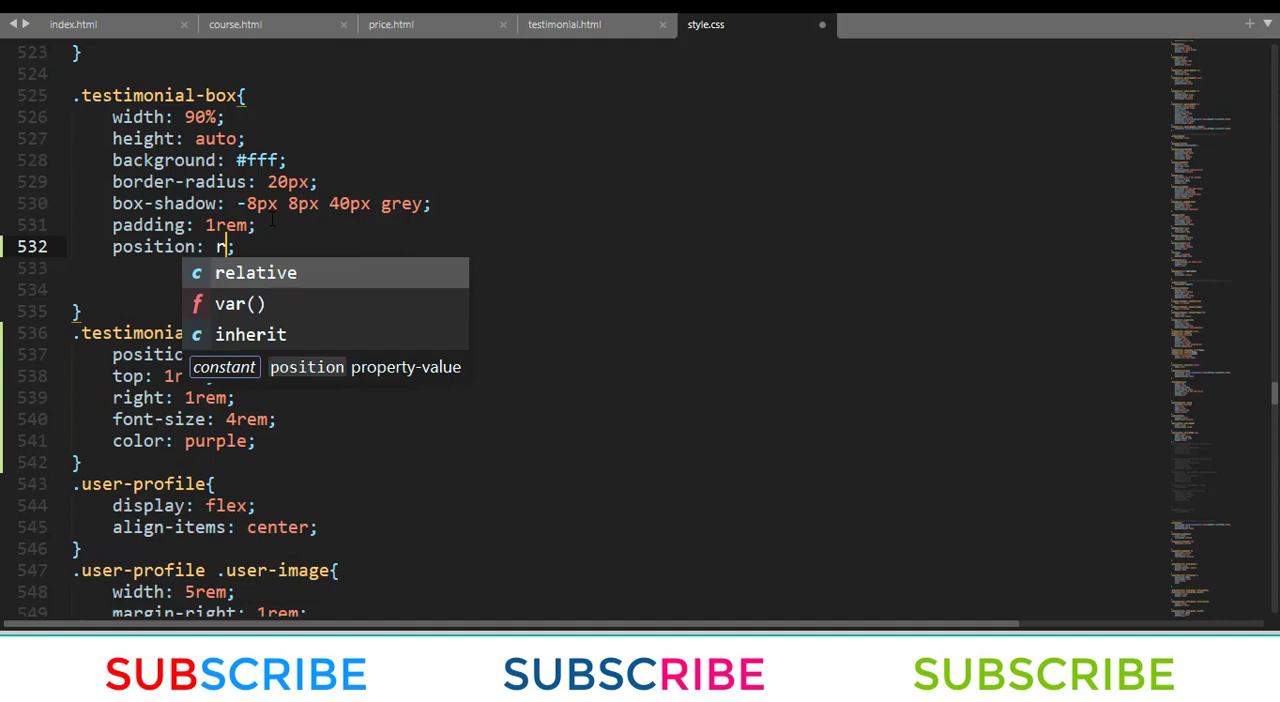 index.html
course.html
price.html
testimonial.html
style.css
523 }
524
525 .testimonial-box{
526 width: 90%;
527 height: auto;
528 background: #fff;
529 border-radius: 20px;
530 box-shadow: -8px 8px 40px grey;
531 padding: 1rem;
532 position: r;
533
534
535 }
536 .testimonia
537 positio
538 top: 1r
539 right: 1rem;
540 font-size: 4rem;
541 color: purple;
542 }
543 .user-profile{
544 display: flex;
545 align-items: center;
546 }
547 .user-profile .user-image{
548 width: 5rem;
549 margin-right: 1rem;
c relative
f var()
c inherit
constant position property-value
SUBSCRIBE SUBSCRIBE SUBSCRIBE